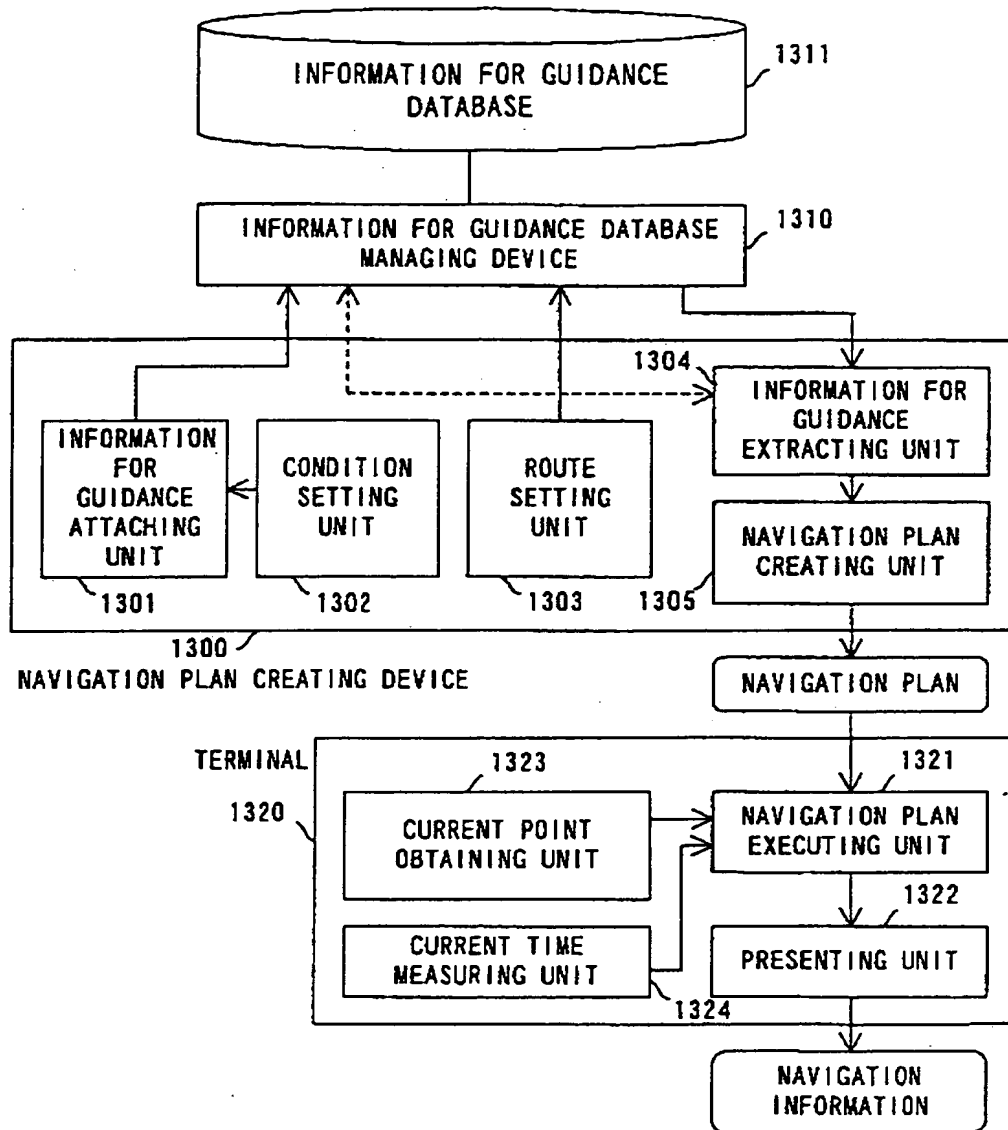 INFORMATION FOR GUIDANCE
DATABASE
1311
INFORMATION FOR GUIDANCE DATABASE
MANAGING DEVICE
1310
1304
INFORMATION FOR
GUIDANCE
EXTRACTING UNIT
INFORMATION
FOR
GUIDANCE
ATTACHING
UNIT
1301
CONDITION
SETTING
UNIT
1302
ROUTE
SETTING
UNIT
1303
NAVIGATION PLAN
CREATING UNIT
1305
1300
NAVIGATION PLAN CREATING DEVICE
NAVIGATION PLAN
TERMINAL
1320
1323
CURRENT POINT
OBTAINING UNIT
1321
NAVIGATION PLAN
EXECUTING UNIT
CURRENT TIME
MEASURING UNIT
1324
1322
PRESENTING UNIT
NAVIGATION
INFORMATION